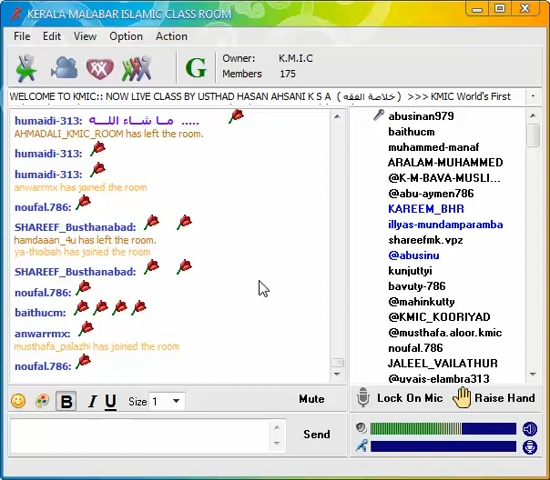 KERALA MALABAR ISLAMIC CLASS ROOM
File Edit View Option Action
G Owner: K.M.I.C
Members 175
WELCOME TO KMIC:: NOW LIVE CLASS BY USTHAD HASAN AHSANI K S A ( خلاصة الفقه ) >>> KMIC World's First
humaidi-313: مـا شـــاء اللـــه .....
AHMADALI_KMIC_ROOM has left the room.
humaidi-313:
humaidi-313:
anwarrmx has joined the room
noufal.786:
SHAREEF_Busthanabad:
hamdaaan_4u has left the room.
ya-thoibah has joined the room
SHAREEF_Busthanabad:
noufal.786:
baithucm:
anwarrmx:
musthafa_palazhi has joined the room
noufal.786:
abusinan979
baithucm
muhammed-manaf
ARALAM-MUHAMMED
@K-M-BAVA-MUSLI...
@abu-aymen786
KAREEM_BHR
illyas-mundamparamba
shareefmk.vpz
@abusinu
kunjuttyi
bavuty-786
@mahinkutty
@KMIC_KOORIYAD
@musthafa.aloor.kmic
noufal.786
JALEEL_VAILATHUR
@uvais-elambra313
B I U Size 1 Mute
Lock On Mic Raise Hand
Send